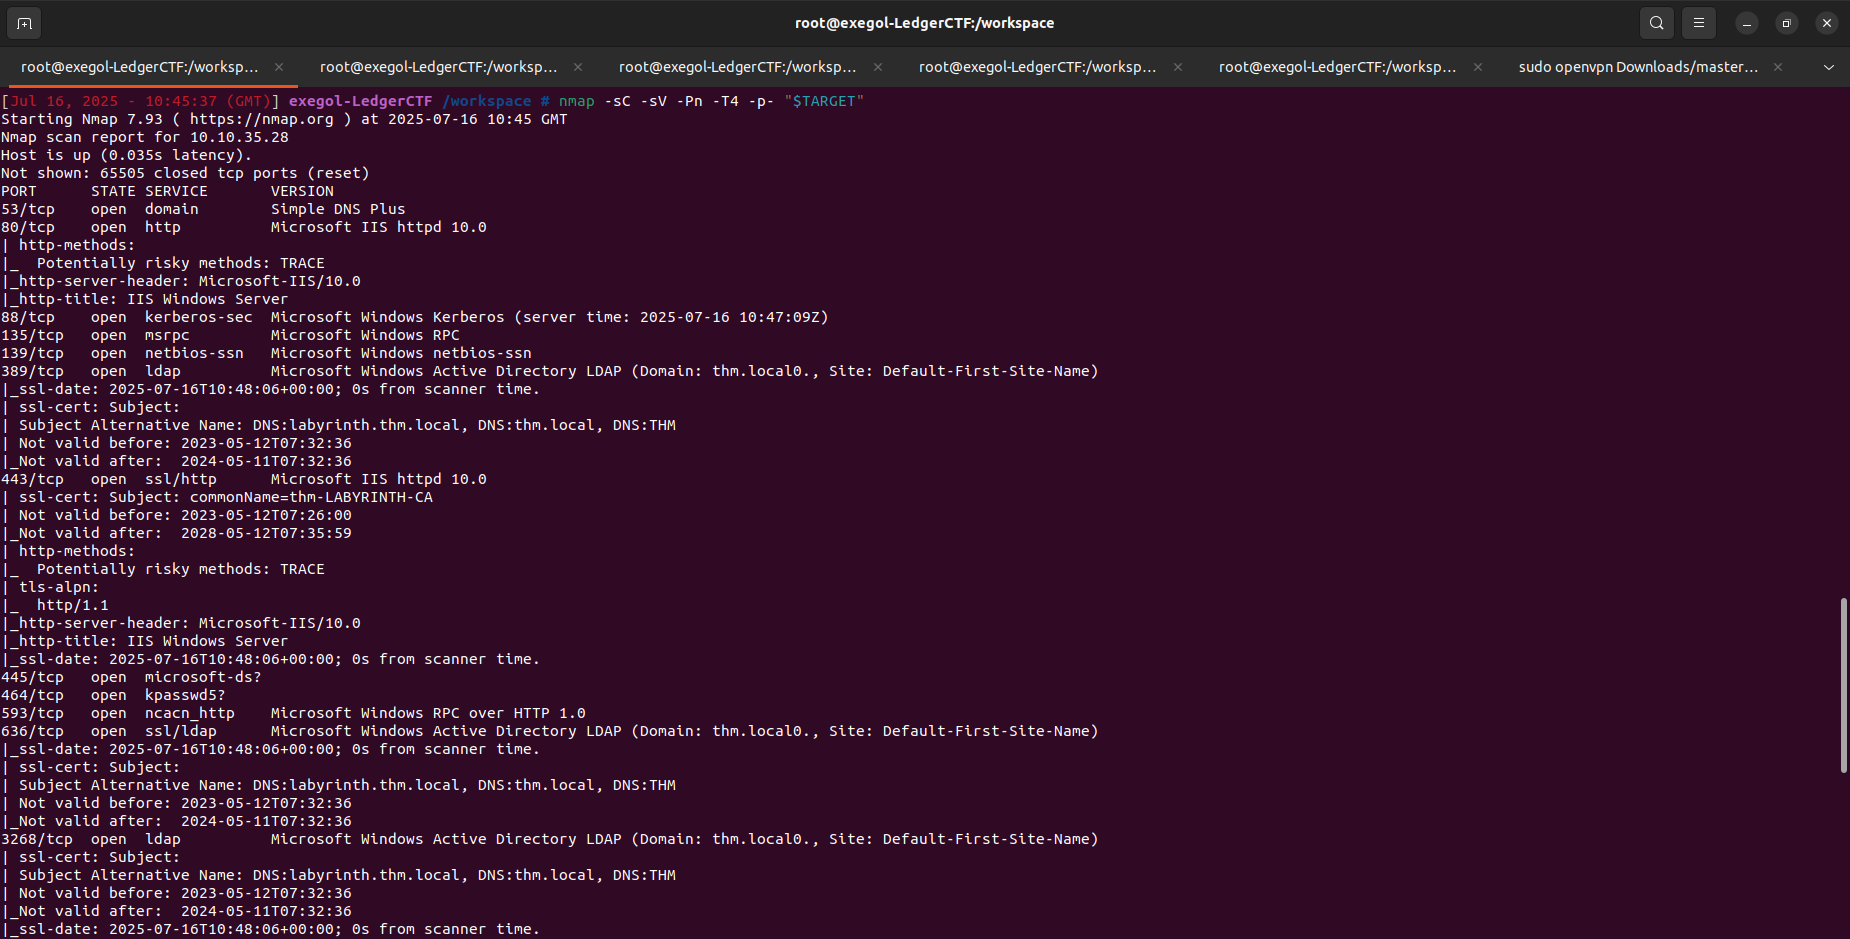 root@exegol-LedgerCTF:/workspace
root@exegol-LedgerCTF:/worksp... root@exegol-LedgerCTF:/worksp... root@exegol-LedgerCTF:/worksp... root@exegol-LedgerCTF:/worksp... root@exegol-LedgerCTF:/worksp... sudo openvpn Downloads/master...
[Jul 16, 2025 - 10:45:37 (GMT)] exegol-LedgerCTF /workspace # nmap -sC -sV -Pn -T4 -p- "$TARGET"
Starting Nmap 7.93 ( https://nmap.org ) at 2025-07-16 10:45 GMT
Nmap scan report for 10.10.35.28
Host is up (0.035s latency).
Not shown: 65505 closed tcp ports (reset)
PORT      STATE SERVICE       VERSION
53/tcp    open  domain        Simple DNS Plus
80/tcp    open  http          Microsoft IIS httpd 10.0
| http-methods:
|_  Potentially risky methods: TRACE
|_http-server-header: Microsoft-IIS/10.0
|_http-title: IIS Windows Server
88/tcp    open  kerberos-sec  Microsoft Windows Kerberos (server time: 2025-07-16 10:47:09Z)
135/tcp   open  msrpc         Microsoft Windows RPC
139/tcp   open  netbios-ssn   Microsoft Windows netbios-ssn
389/tcp   open  ldap          Microsoft Windows Active Directory LDAP (Domain: thm.local0., Site: Default-First-Site-Name)
|_ssl-date: 2025-07-16T10:48:06+00:00; 0s from scanner time.
| ssl-cert: Subject:
| Subject Alternative Name: DNS:labyrinth.thm.local, DNS:thm.local, DNS:THM
| Not valid before: 2023-05-12T07:32:36
|_Not valid after:  2024-05-11T07:32:36
443/tcp   open  ssl/http      Microsoft IIS httpd 10.0
| ssl-cert: Subject: commonName=thm-LABYRINTH-CA
| Not valid before: 2023-05-12T07:26:00
|_Not valid after:  2028-05-12T07:35:59
| http-methods:
|_  Potentially risky methods: TRACE
| tls-alpn:
|_  http/1.1
|_http-server-header: Microsoft-IIS/10.0
|_http-title: IIS Windows Server
|_ssl-date: 2025-07-16T10:48:06+00:00; 0s from scanner time.
445/tcp   open  microsoft-ds?
464/tcp   open  kpasswd5?
593/tcp   open  ncacn_http    Microsoft Windows RPC over HTTP 1.0
636/tcp   open  ssl/ldap      Microsoft Windows Active Directory LDAP (Domain: thm.local0., Site: Default-First-Site-Name)
|_ssl-date: 2025-07-16T10:48:06+00:00; 0s from scanner time.
| ssl-cert: Subject:
| Subject Alternative Name: DNS:labyrinth.thm.local, DNS:thm.local, DNS:THM
| Not valid before: 2023-05-12T07:32:36
|_Not valid after:  2024-05-11T07:32:36
3268/tcp  open  ldap          Microsoft Windows Active Directory LDAP (Domain: thm.local0., Site: Default-First-Site-Name)
| ssl-cert: Subject:
| Subject Alternative Name: DNS:labyrinth.thm.local, DNS:thm.local, DNS:THM
| Not valid before: 2023-05-12T07:32:36
|_Not valid after:  2024-05-11T07:32:36
|_ssl-date: 2025-07-16T10:48:06+00:00; 0s from scanner time.